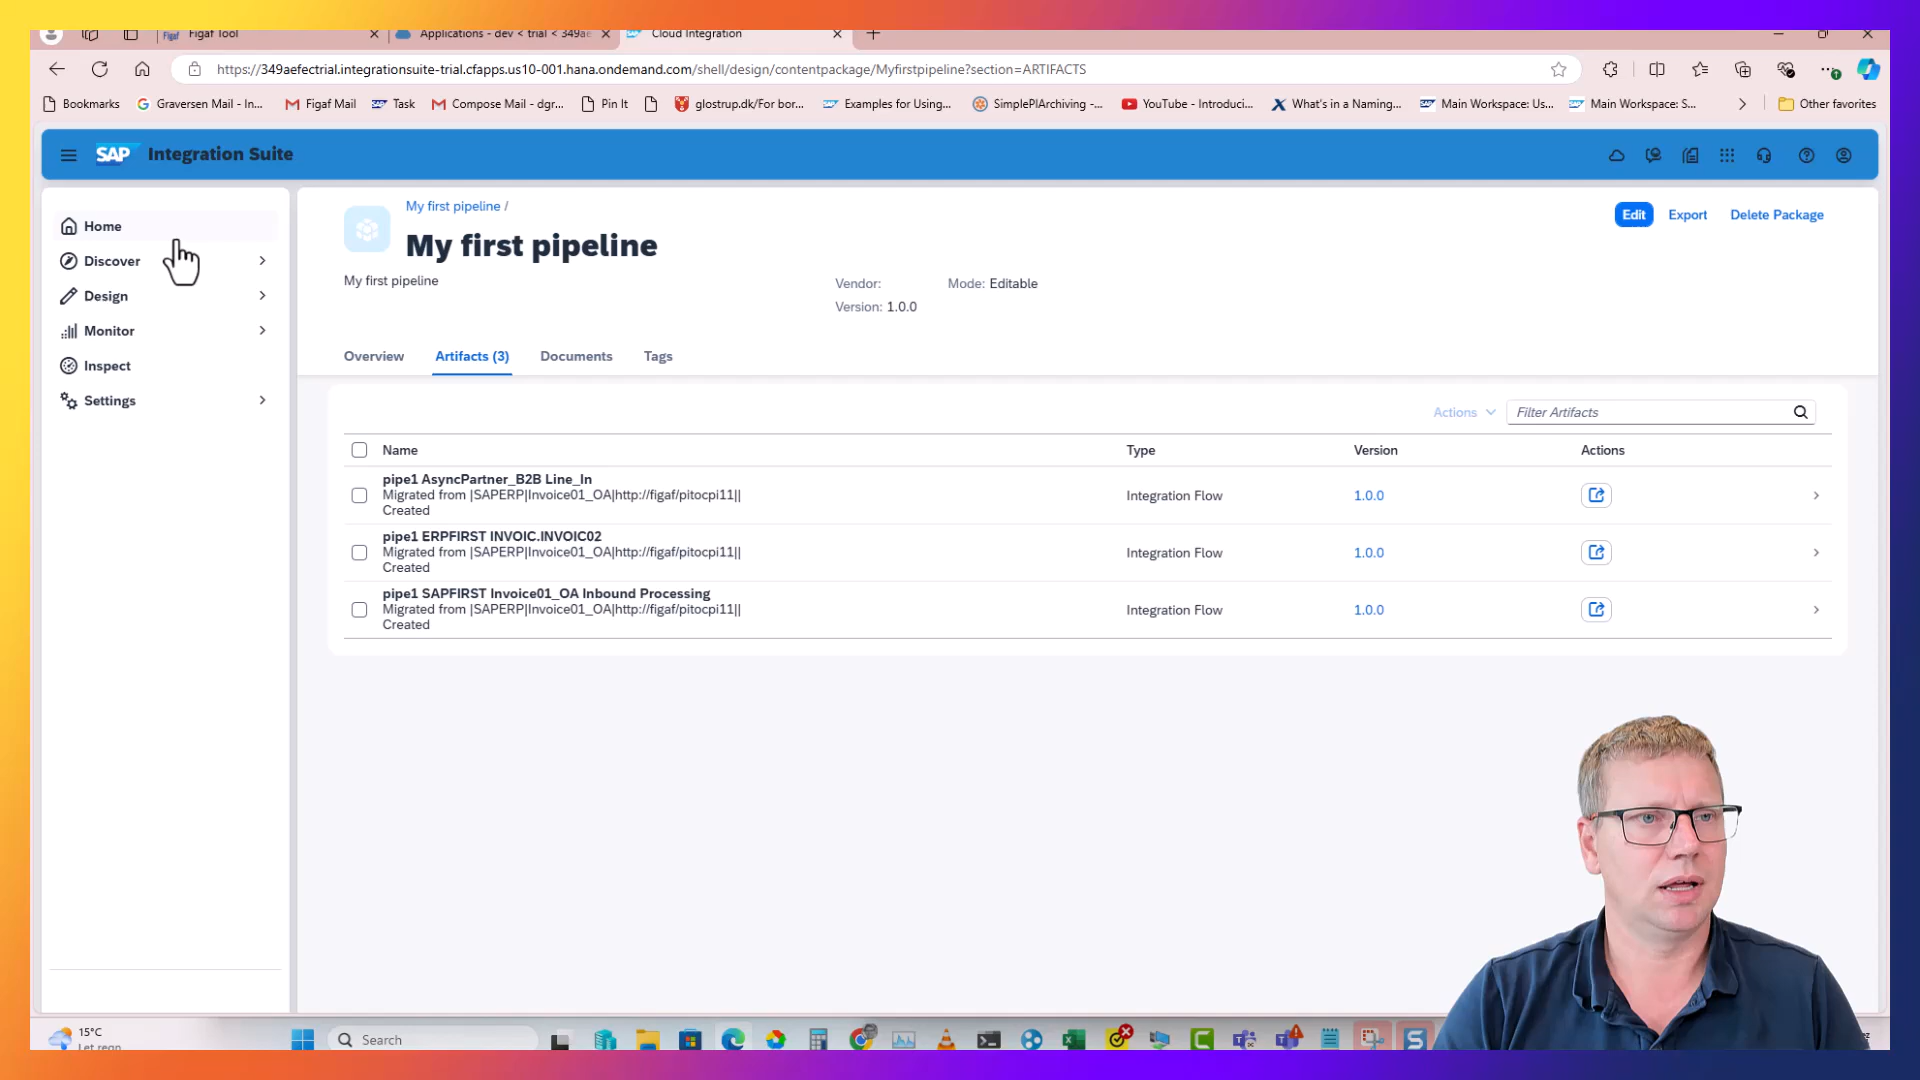 Figaf Tool
Applications - dev < trial < 349ae
Cloud Integration
https://349aefectrial.integrationsuite-trial.cfapps.us10-001.hana.ondemand.com/shell/design/contentpackage/Myfirstpipeline?section=ARTIFACTS
Bookmarks
Graversen Mail - In...
Figaf Mail
Task
Compose Mail - dgr...
Pin It
glostrup.dk/For bor...
Examples for Using...
SimplePIArchiving -...
YouTube - Introduci...
What's in a Naming...
Main Workspace: Us...
Main Workspace: S...
Other favorites
SAP Integration Suite
Home
Discover
Design
Monitor
Inspect
Settings
My first pipeline /
My first pipeline
My first pipeline
Vendor:
Version: 1.0.0
Mode: Editable
Edit
Export
Delete Package
Overview
Artifacts (3)
Documents
Tags
Actions
Filter Artifacts
Name Type Version Actions
pipe1 AsyncPartner_B2B Line_In
Migrated from |SAPERP|Invoice01_OA|http://figaf/pitocpi11||
Created
Integration Flow
1.0.0
pipe1 ERPFIRST INVOIC.INVOIC02
Migrated from |SAPERP|Invoice01_OA|http://figaf/pitocpi11||
Created
Integration Flow
1.0.0
pipe1 SAPFIRST Invoice01_OA Inbound Processing
Migrated from |SAPERP|Invoice01_OA|http://figaf/pitocpi11||
Created
Integration Flow
1.0.0
15°C
Let regn
Search